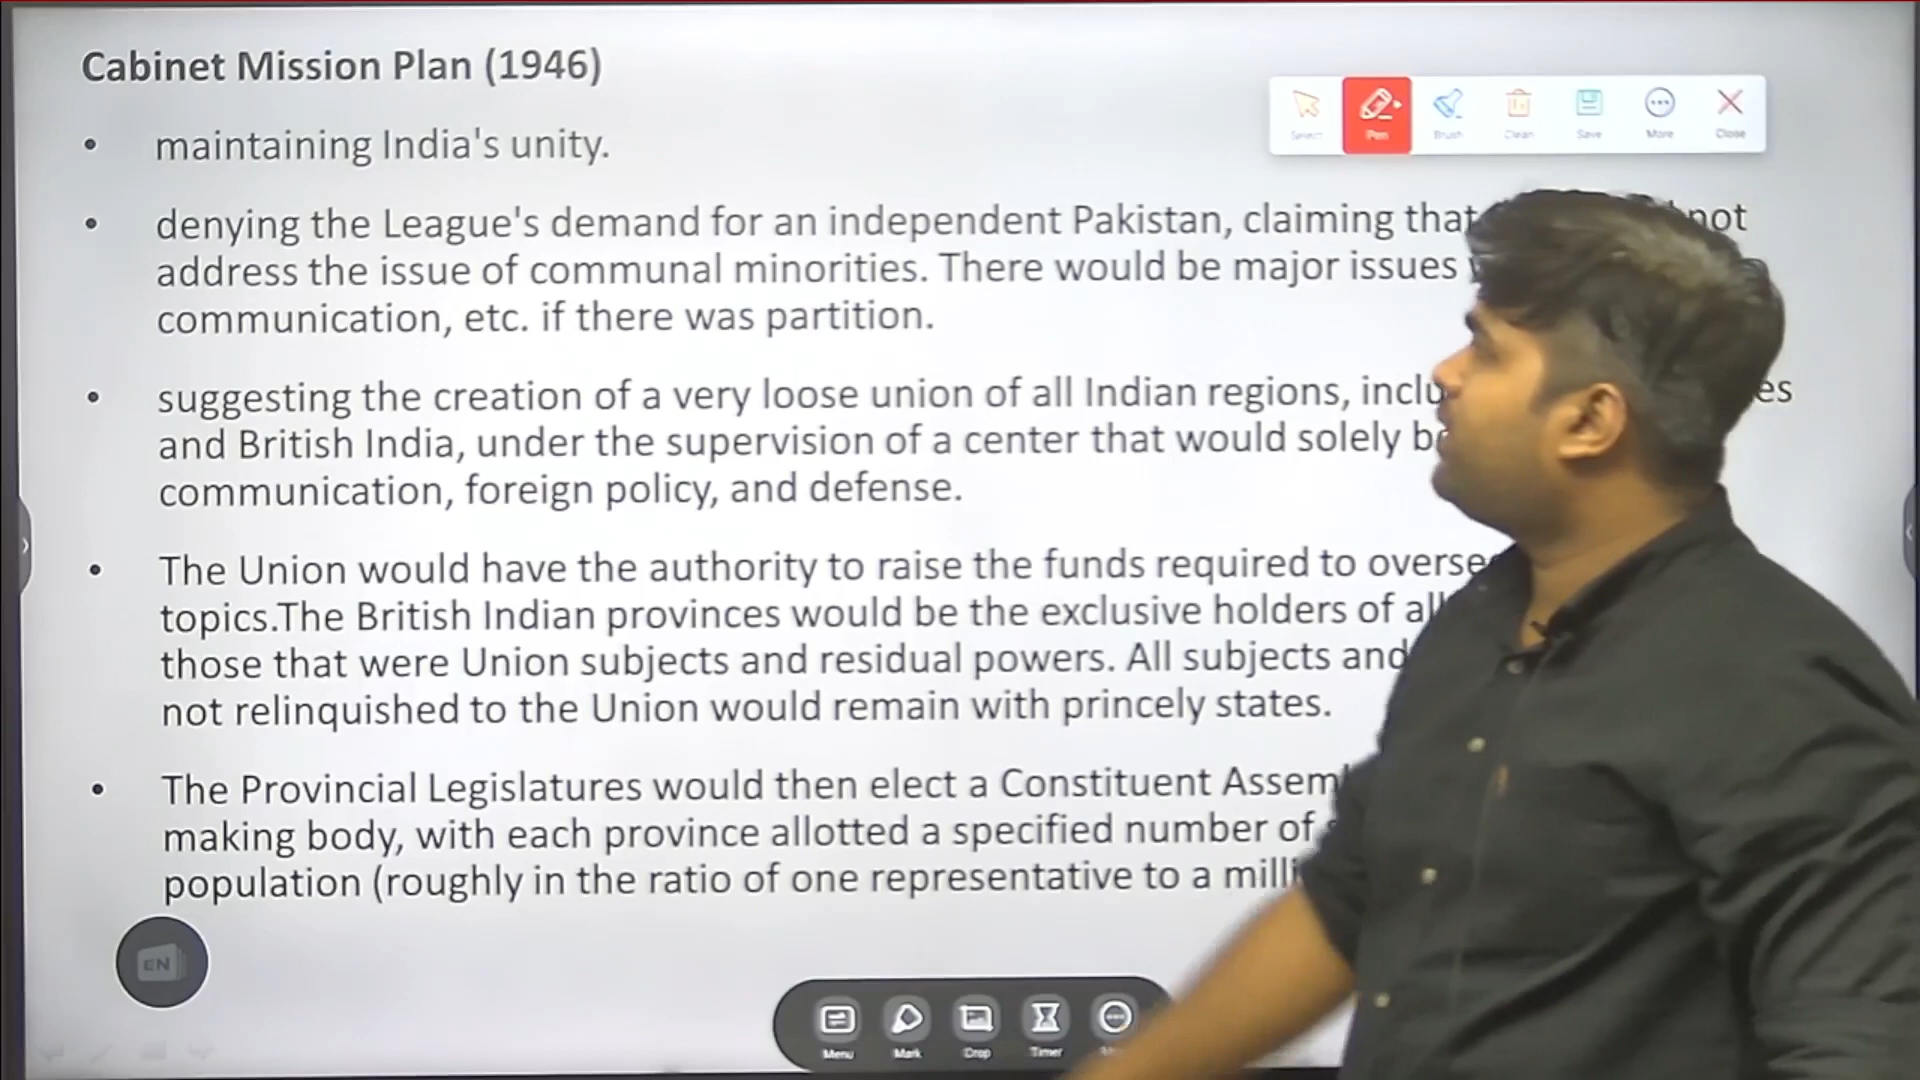 Cabinet Mission Plan (1946)
• maintaining India's unity.
• denying the League's demand for an independent Pakistan, claiming that not
address the issue of communal minorities. There would be major issues
communication, etc. if there was partition.
• suggesting the creation of a very loose union of all Indian regions,
and British India, under the supervision of a center that would solely
communication, foreign policy, and defense.
• The Union would have the authority to raise the funds required to
topics.The British Indian provinces would be the exclusive holders of
those that were Union subjects and residual powers. All subjects and
not relinquished to the Union would remain with princely states.
• The Provincial Legislatures would then elect a Constituent
making body, with each province allotted a specified number of
population (roughly in the ratio of one representative to a
Select Pen Brush Clean Save More Close
EN
Menu Mark Crop Timer